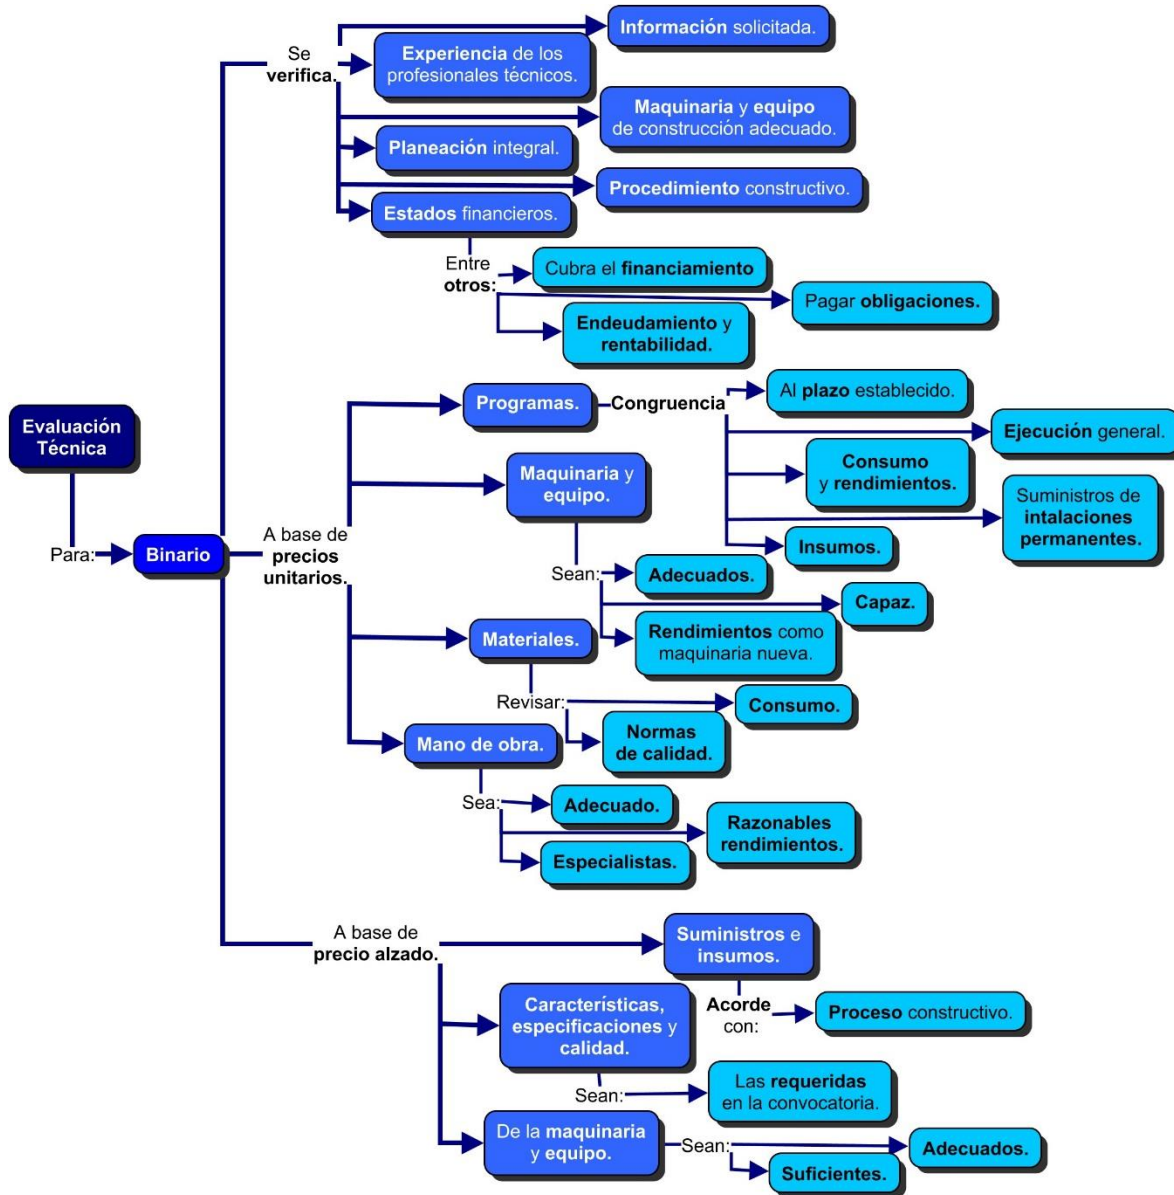 Información solicitada.
Se
verifica.
Experiencia de los
profesionales técnicos.
Maquinaria y equipo
de construcción adecuado.
Planeación integral.
Procedimiento constructivo.
Estados financieros.
Entre
otros:
Cubra el financiamiento
Pagar obligaciones.
Endeudamiento y
rentabilidad.
Evaluación
Técnica
Para:
Binario
A base de
precios
unitarios.
Programas.
Congruencia
Al plazo establecido.
Ejecución general.
Consumo
y rendimientos.
Suministros de
intalaciones
permanentes.
Insumos.
Maquinaria y
equipo.
Sean:
Adecuados.
Capaz.
Rendimientos como
maquinaria nueva.
Materiales.
Revisar:
Consumo.
Normas
de calidad.
Mano de obra.
Sea:
Adecuado.
Razonables
rendimientos.
Especialistas.
A base de
precio alzado.
Suministros e
insumos.
Acorde
con:
Proceso constructivo.
Característícas,
especificaciones y
calidad.
Sean:
Las requeridas
en la convocatoria.
De la maquinaria
y equipo.
Sean:
Adecuados.
Suficientes.